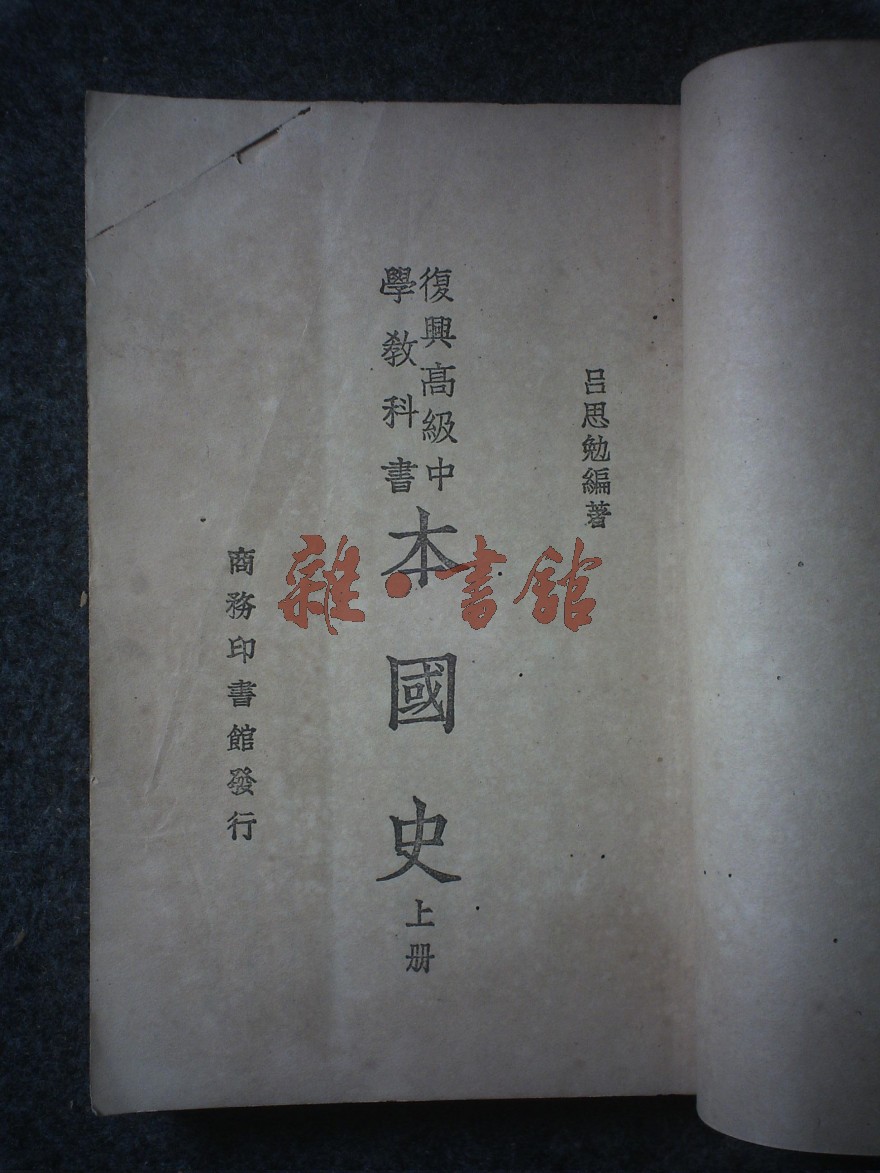 呂思勉編著
復興高級中
學教科書
本國史
上册
商務印書館發行
雜·書館